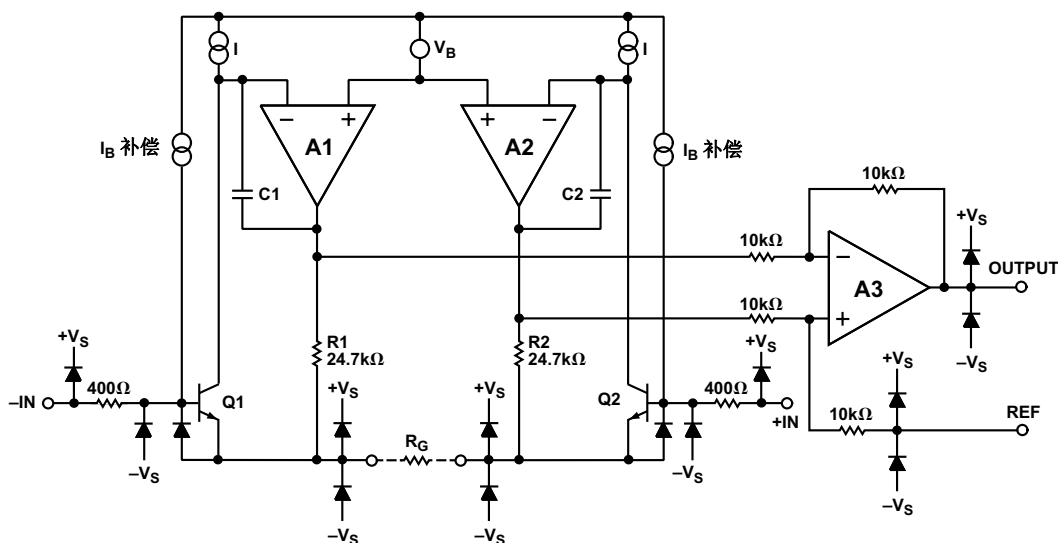 I
V_B
I
I_B 补偿
A1
A2
I_B 补偿
C1
C2
10kΩ
10kΩ
+V_S
OUTPUT
A3
10kΩ
–V_S
R1
24.7kΩ
R2
24.7kΩ
+V_S
+V_S
+V_S
400Ω
–IN
Q1
+V_S
+V_S
Q2
400Ω
+IN
10kΩ
REF
–V_S
R_G
–V_S
–V_S
–V_S
–V_S
–V_S